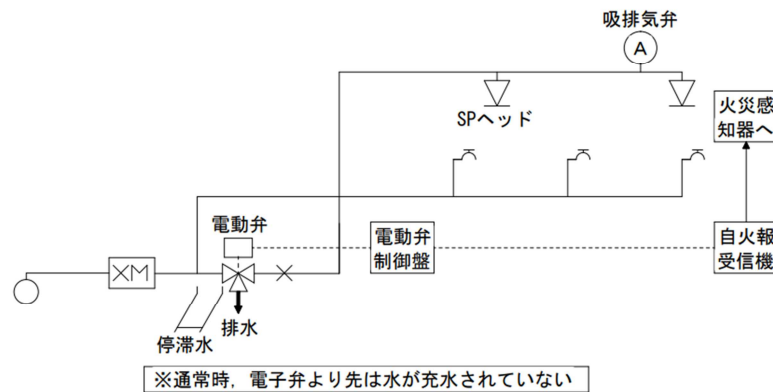 吸排気弁
A
SPヘッド
火災感
知器へ
電動弁
電動弁
制御盤
自火報
受信機
XM
排水
停滞水
※通常時，電子弁より先は水が充水されていない